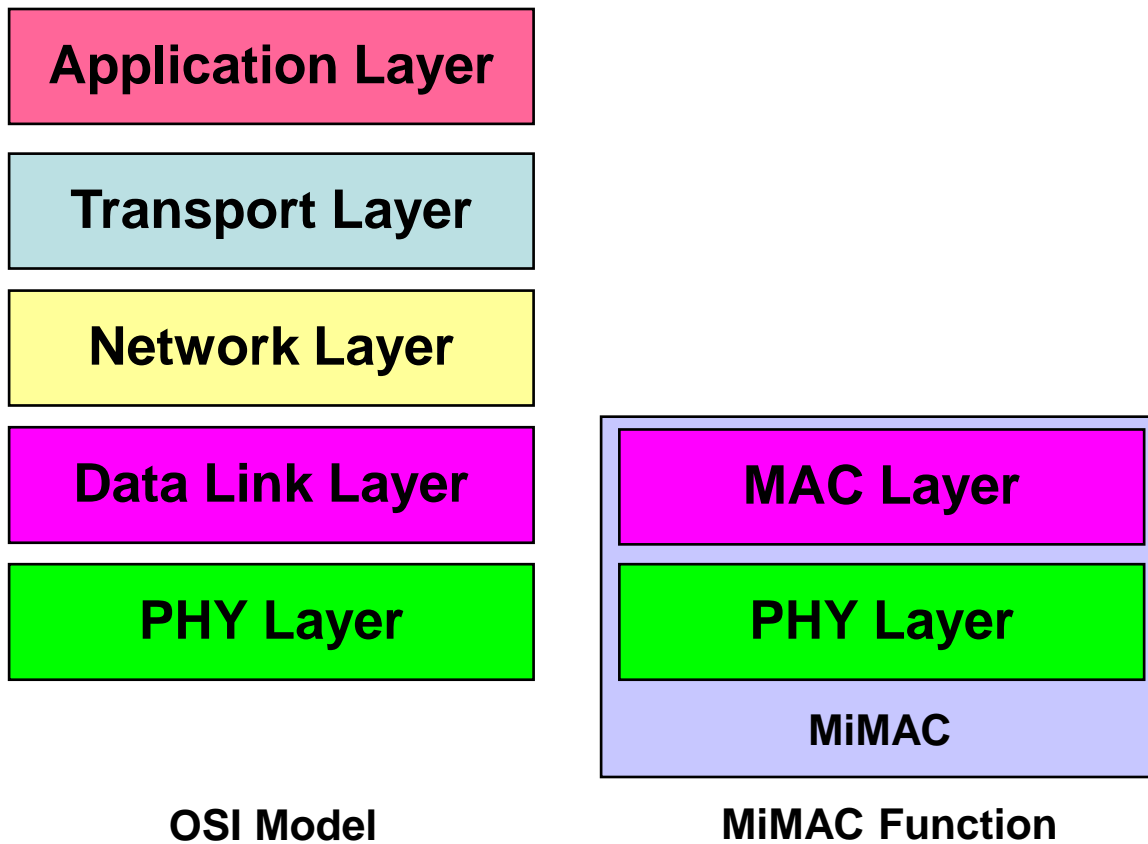 Application Layer
Transport Layer
Network Layer
Data Link Layer
PHY Layer
OSI Model
MAC Layer
PHY Layer
MiMAC
MiMAC Function